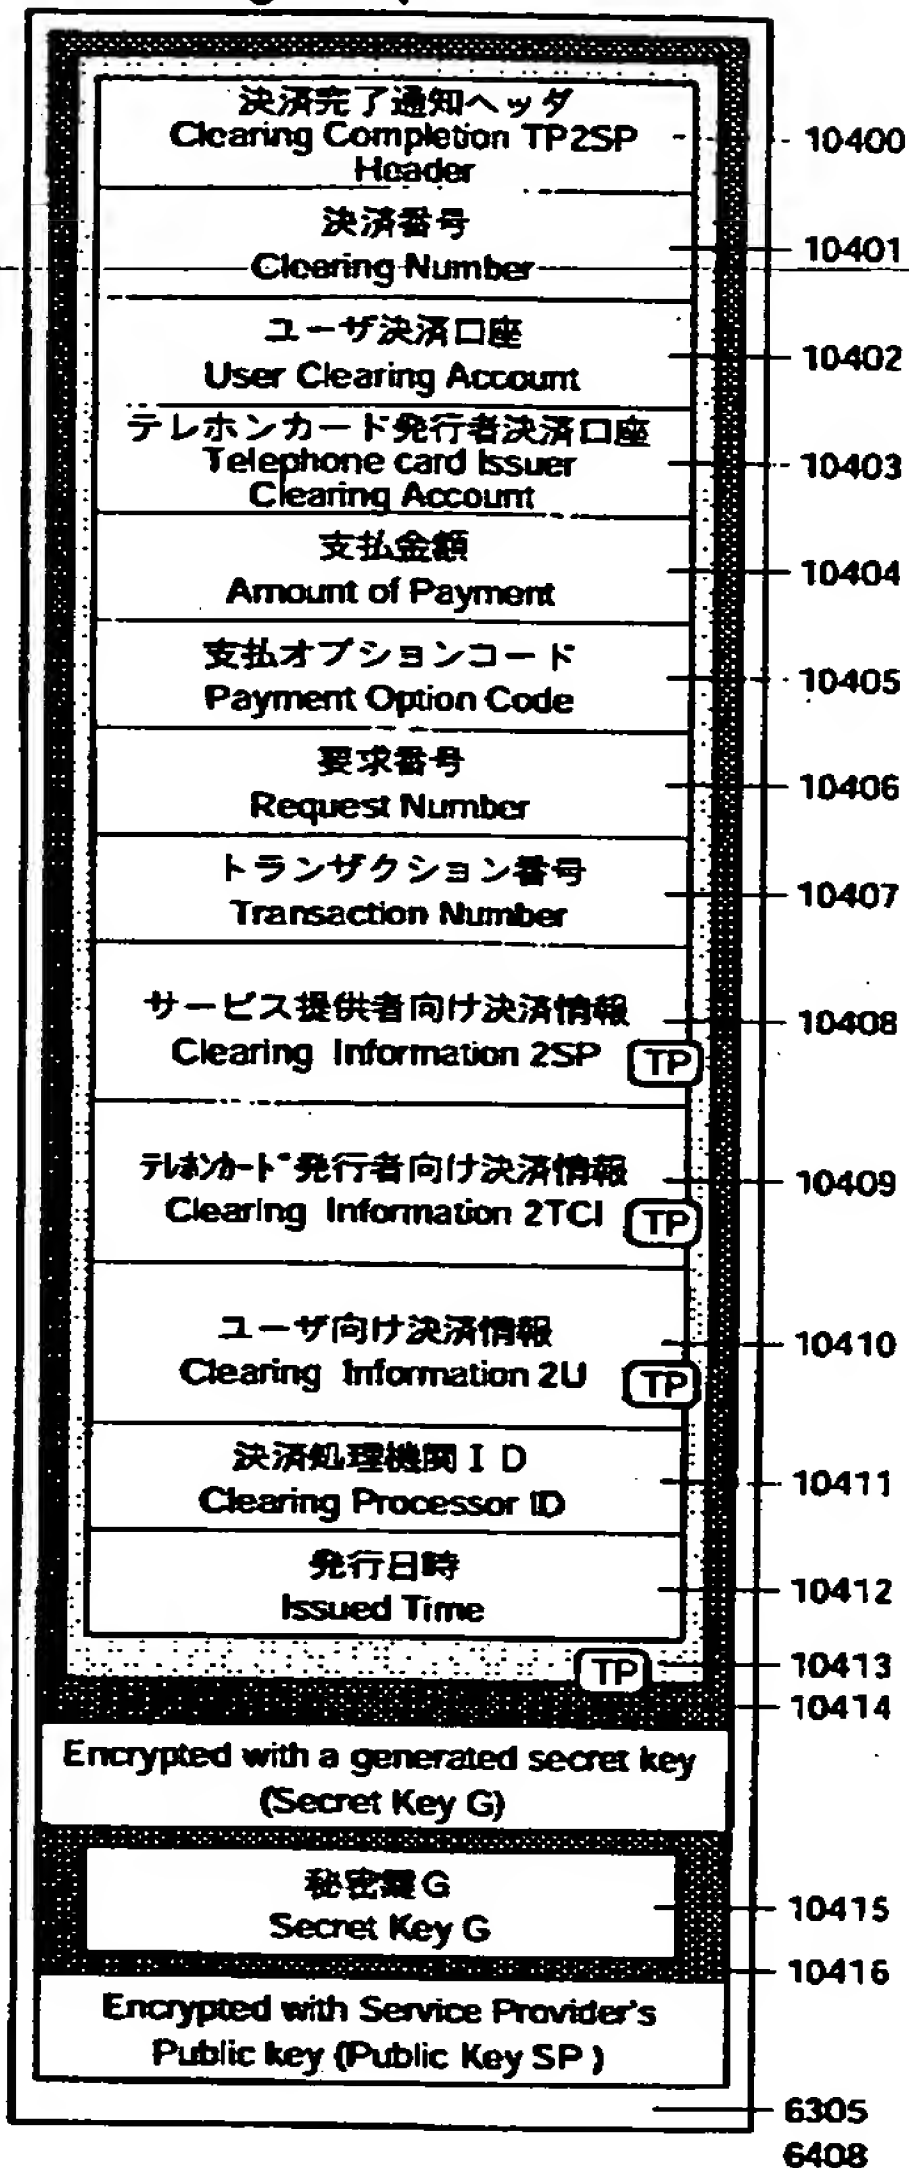 決済完了通知ヘッダ
Clearing Completion TP2SP
Header
10400
決済番号
Clearing Number
10401
ユーザ決済口座
User Clearing Account
10402
テレホンカード発行者決済口座
Telephone card Issuer
Clearing Account
10403
支払金額
Amount of Payment
10404
支払オプションコード
Payment Option Code
10405
要求番号
Request Number
10406
トランザクション番号
Transaction Number
10407
サービス提供者向け決済情報
Clearing Information 2SP
TP
10408
テレホンカード発行者向け決済情報
Clearing Information 2TCI
TP
10409
ユーザ向け決済情報
Clearing Information 2U
TP
10410
決済処理機関ID
Clearing Processor ID
10411
発行日時
Issued Time
10412
TP
10413
10414
Encrypted with a generated secret key
(Secret Key G)
秘密鍵G
Secret Key G
10415
10416
Encrypted with Service Provider's
Public key (Public Key SP )
6305
6408